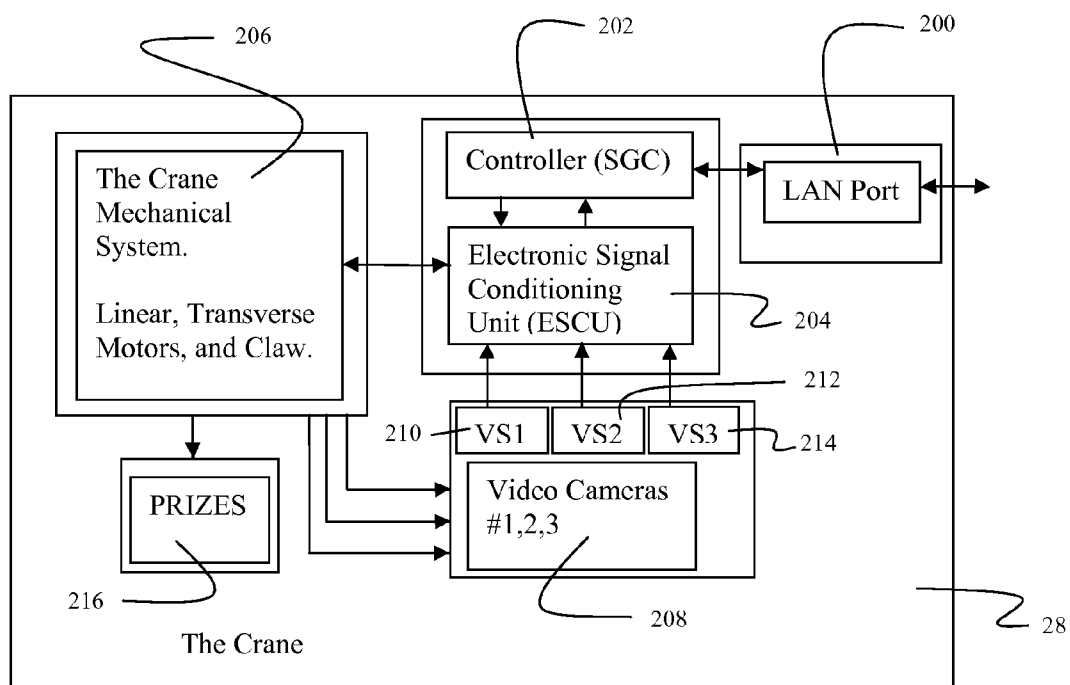 206
202
200
Controller (SGC)
LAN Port
The Crane
Mechanical
System.
Linear, Transverse
Motors, and Claw.
Electronic Signal
Conditioning
Unit (ESCU)
204
212
210
VS1
VS2
VS3
214
Video Cameras
#1,2,3
PRIZES
216
208
28
The Crane